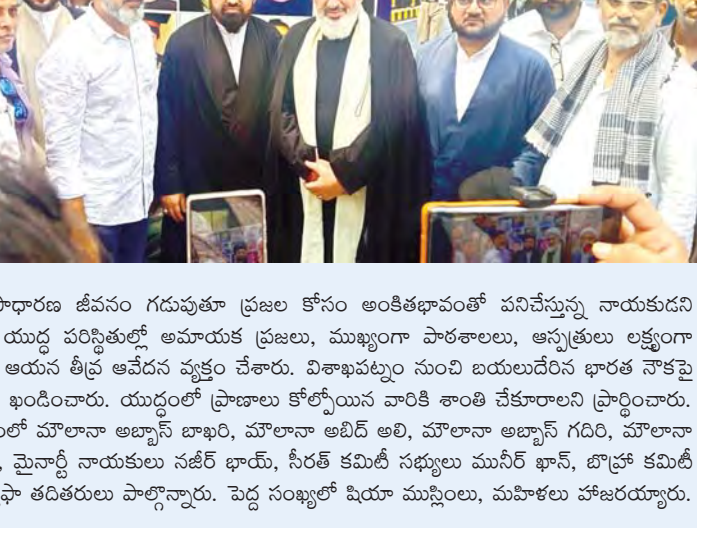 సాధారణ జీవనం గడుపుతూ ప్రజల కోసం అంకితభావంతో పనిచేస్తున్న నాయకుడని
యుద్ధ పరిస్థితుల్లో అమాయక ప్రజలు, ముఖ్యంగా పాఠశాలలు, ఆస్పత్రులు లక్ష్యంగా
ఆయన తీవ్ర ఆవేదన వ్యక్తం చేశారు. విశాఖపట్నం నుంచి బయలుదేరిన భారత నౌకపై
ఖండించారు. యుద్ధంలో ప్రాణాలు కోల్పోయిన వారికి శాంతి చేకూరాలని ప్రార్థించారు.
లో మౌలానా అబ్బాస్ బాఖరి, మౌలానా అబిద్ అలి, మౌలానా అబ్బాస్ గదిరి, మౌలానా
, మైనార్టీ నాయకులు నజీర్ భాయ్, సీరత్ కమిటీ సభ్యులు మునీర్ ఖాన్, బొహ్రా కమిటీ
ఫా తదితరులు పాల్గొన్నారు. పెద్ద సంఖ్యలో షియా ముస్లింలు, మహిళలు హాజరయ్యారు.